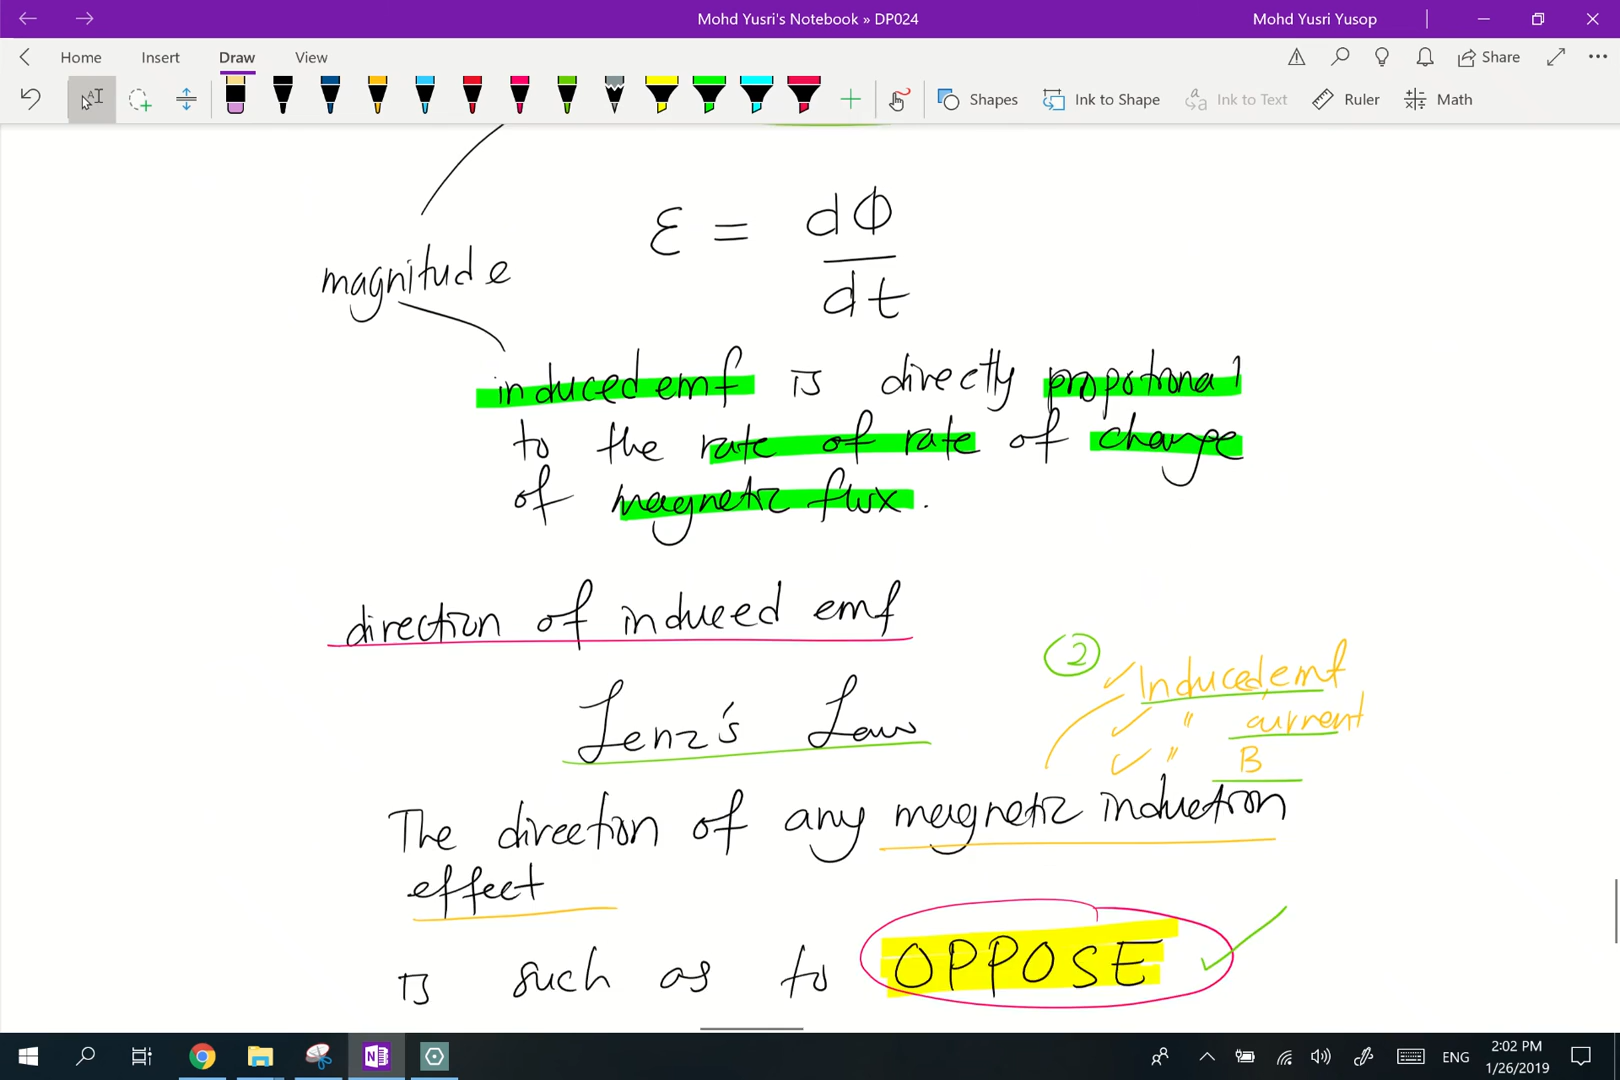 Mohd Yusri's Notebook » DP024
Mohd Yusri Yusop
Home Insert Draw View
Share
Shapes Ink to Shape Ink to Text Ruler Math
ε = dΦ
dt
magnitude
induced emf is directly propotional
to the rate of rate of change
of magnetic flux.
direction of induced emf
2
Induced emf
Lenz's Law
" current
" B
The direction of any magnetic induction
effect
is such as to OPPOSE
ENG
2:02 PM
1/26/2019